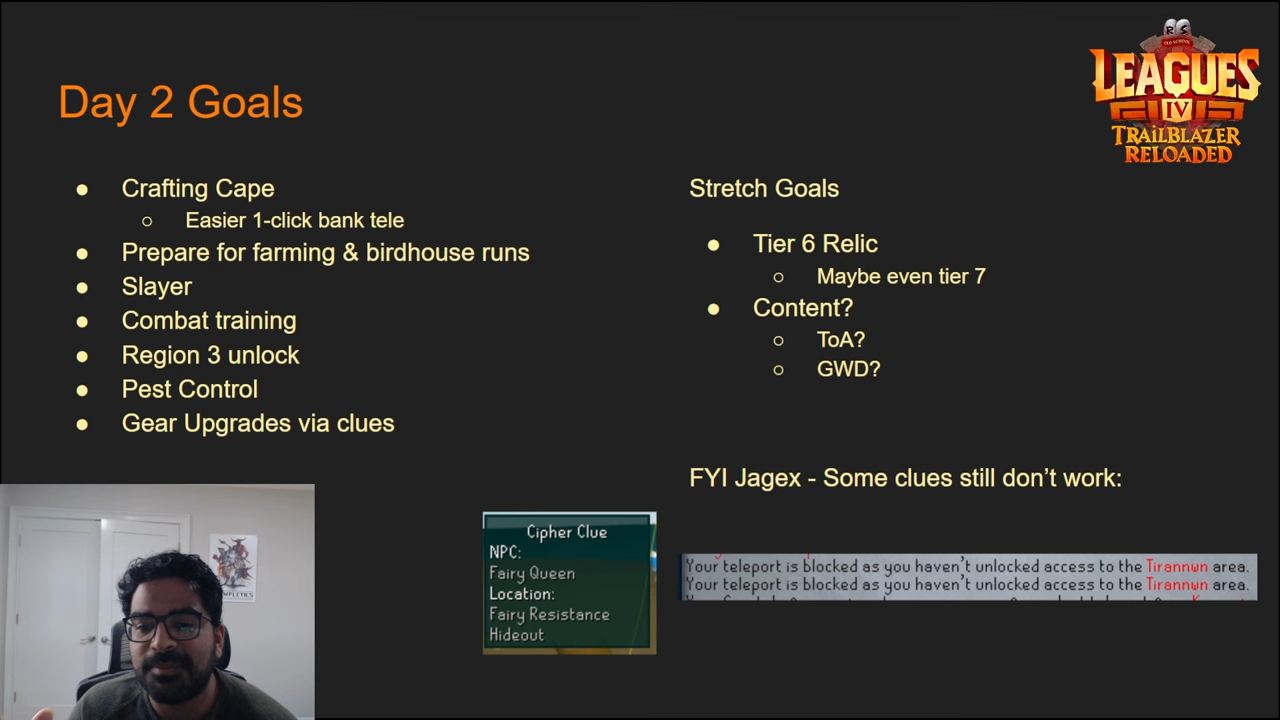 RS
OLD SCHOOL
LEAGUES
IV
TRAILBLAZER
RELOADED
Day 2 Goals
Crafting Cape
Easier 1-click bank tele
Prepare for farming & birdhouse runs
Slayer
Combat training
Region 3 unlock
Pest Control
Gear Upgrades via clues
Stretch Goals
Tier 6 Relic
Maybe even tier 7
Content?
ToA?
GWD?
FYI Jagex - Some clues still don't work:
Cipher Clue
NPC:
Fairy Queen
Location:
Fairy Resistance
Hideout
Your teleport is blocked as you haven't unlocked access to the Tirannwn area.
Your teleport is blocked as you haven't unlocked access to the Tirannwn area.